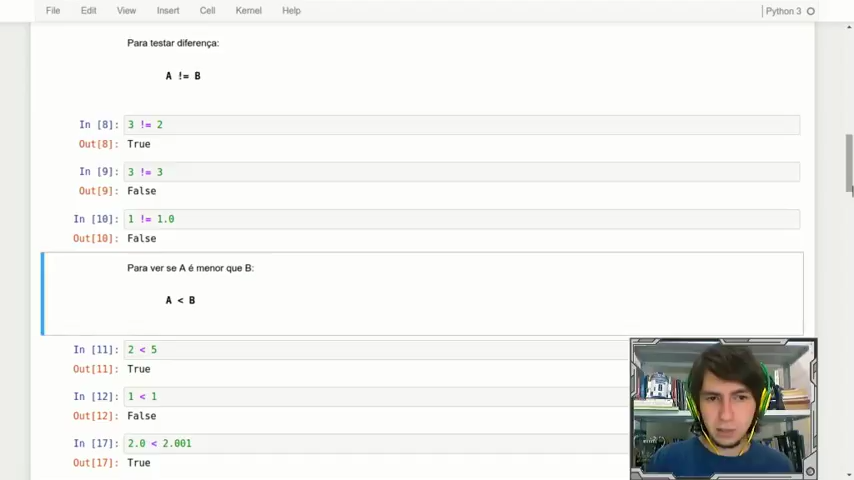 File Edit View Insert Cell Kernel Help Python 3
Para testar diferença:
A != B
In [8]: 3 != 2
Out[8]: True
In [9]: 3 != 3
Out[9]: False
In [10]: 1 != 1.0
Out[10]: False
Para ver se A é menor que B:
A < B
In [11]: 2 < 5
Out[11]: True
In [12]: 1 < 1
Out[12]: False
In [17]: 2.0 < 2.001
Out[17]: True